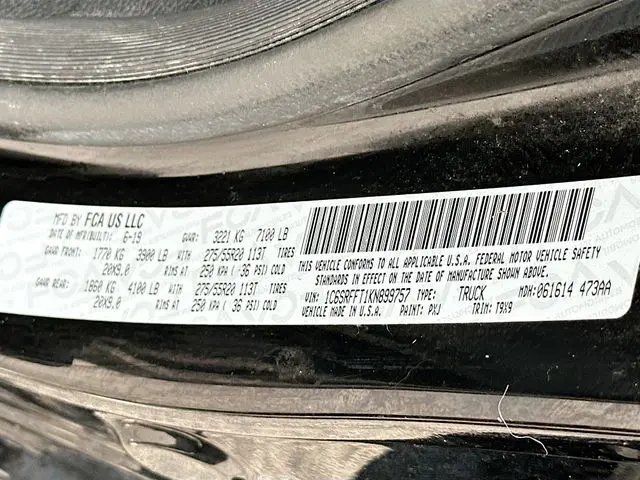 MFD BY FCA US LLC
DATE OF MFR/BUILT: 6-19 GVWR: 3221 KG 7100 LB
GAWR FRONT: 1770 KG 3900 LB WITH 275/55R20 113T TIRES
20X9.0 RIMS AT 250 KPA ( 36 PSI) COLD
GAWR REAR: 1860 KG 4100 LB WITH 275/55R20 113T TIRES
20X9.0 RIMS AT 250 KPA ( 36 PSI) COLD
THIS VEHICLE CONFORMS TO ALL APPLICABLE U.S.A. FEDERAL MOTOR VEHICLE SAFETY
STANDARDS IN EFFECT ON THE DATE OF MANUFACTURE SHOWN ABOVE.
VIN: 1C6SRFFT1KN899757 TYPE: TRUCK MDH: 061614 473AA
VEHICLE MADE IN U.S.A. PAINT: PXJ TRIM: T9X9